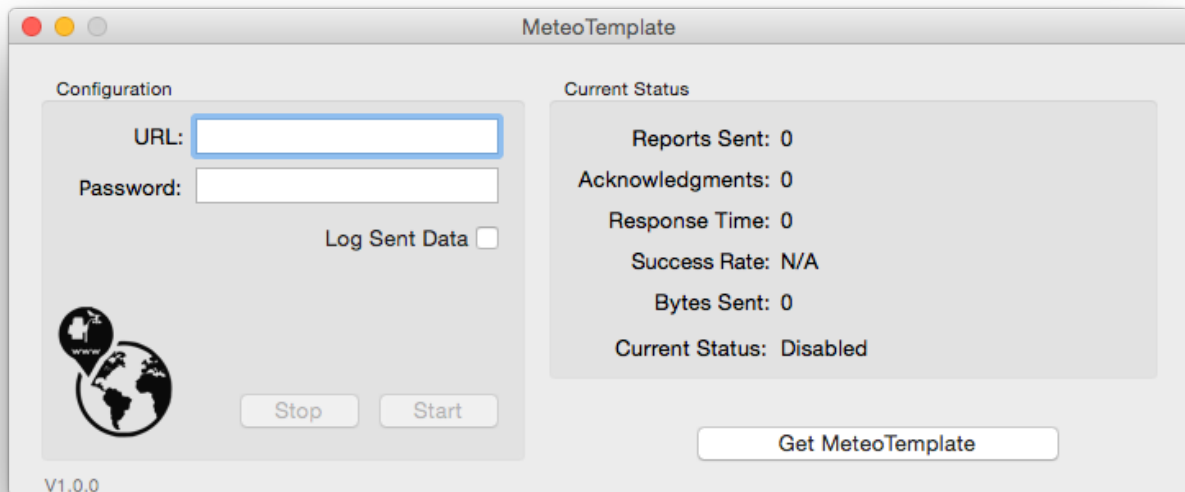 MeteoTemplate
Configuration
URL:
Password:
Log Sent Data
www
Stop
Start
V1.0.0
Current Status
Reports Sent: 0
Acknowledgments: 0
Response Time: 0
Success Rate: N/A
Bytes Sent: 0
Current Status: Disabled
Get MeteoTemplate